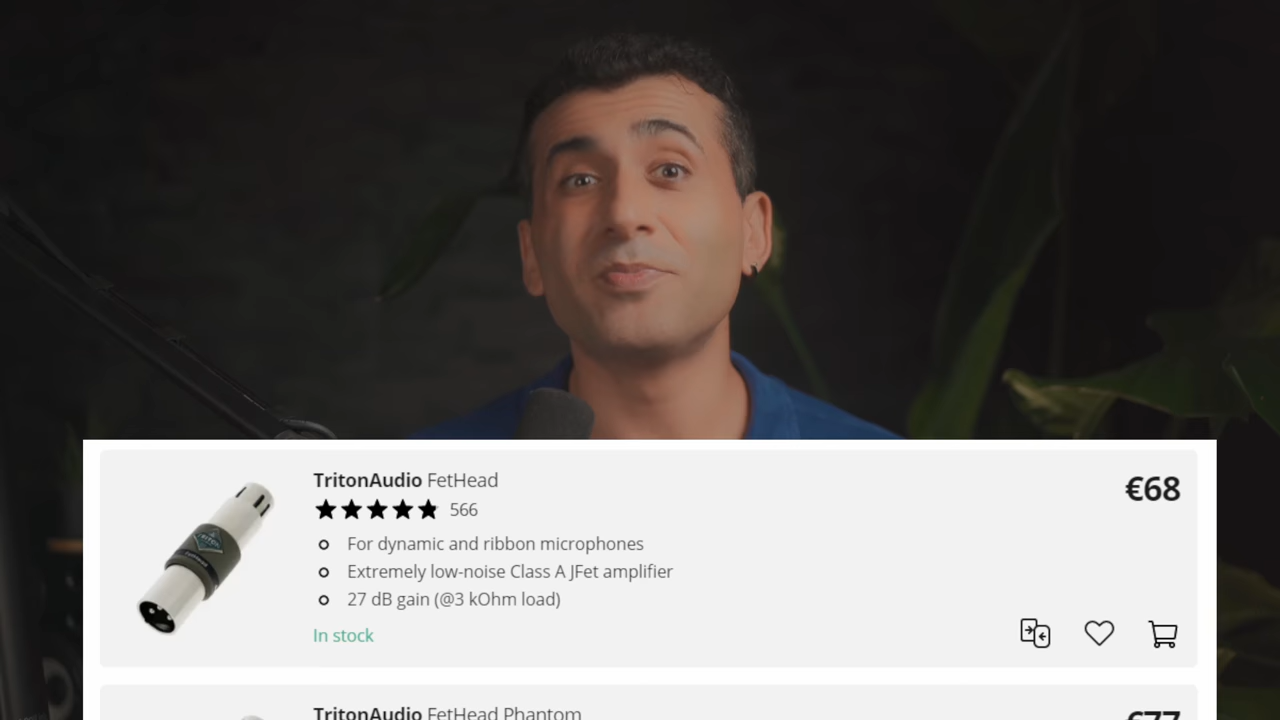 TritonAudio FetHead
€68
566
For dynamic and ribbon microphones
Extremely low-noise Class A JFet amplifier
27 dB gain (@3 kOhm load)
In stock
TritonAudio FetHead Phantom
€77